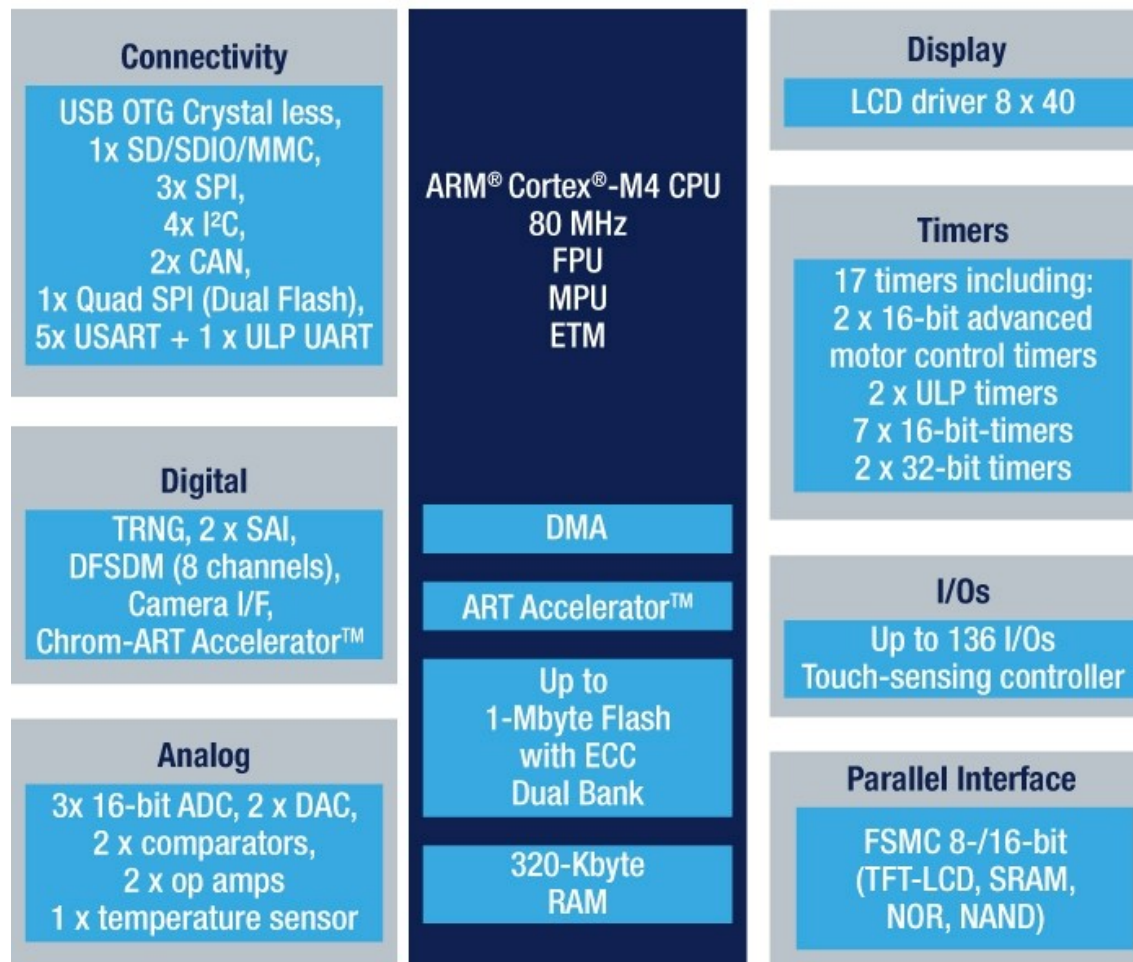 Connectivity
USB OTG Crystal less,
1x SD/SDIO/MMC,
3x SPI,
4x I²C,
2x CAN,
1x Quad SPI (Dual Flash),
5x USART + 1 x ULP UART
Digital
TRNG, 2 x SAI,
DFSDM (8 channels),
Camera I/F,
Chrom-ART Accelerator™
Analog
3x 16-bit ADC, 2 x DAC,
2 x comparators,
2 x op amps
1 x temperature sensor
ARM® Cortex®-M4 CPU
80 MHz
FPU
MPU
ETM
DMA
ART Accelerator™
Up to
1-Mbyte Flash
with ECC
Dual Bank
320-Kbyte
RAM
Display
LCD driver 8 x 40
Timers
17 timers including:
2 x 16-bit advanced
motor control timers
2 x ULP timers
7 x 16-bit-timers
2 x 32-bit timers
I/Os
Up to 136 I/Os
Touch-sensing controller
Parallel Interface
FSMC 8-/16-bit
(TFT-LCD, SRAM,
NOR, NAND)